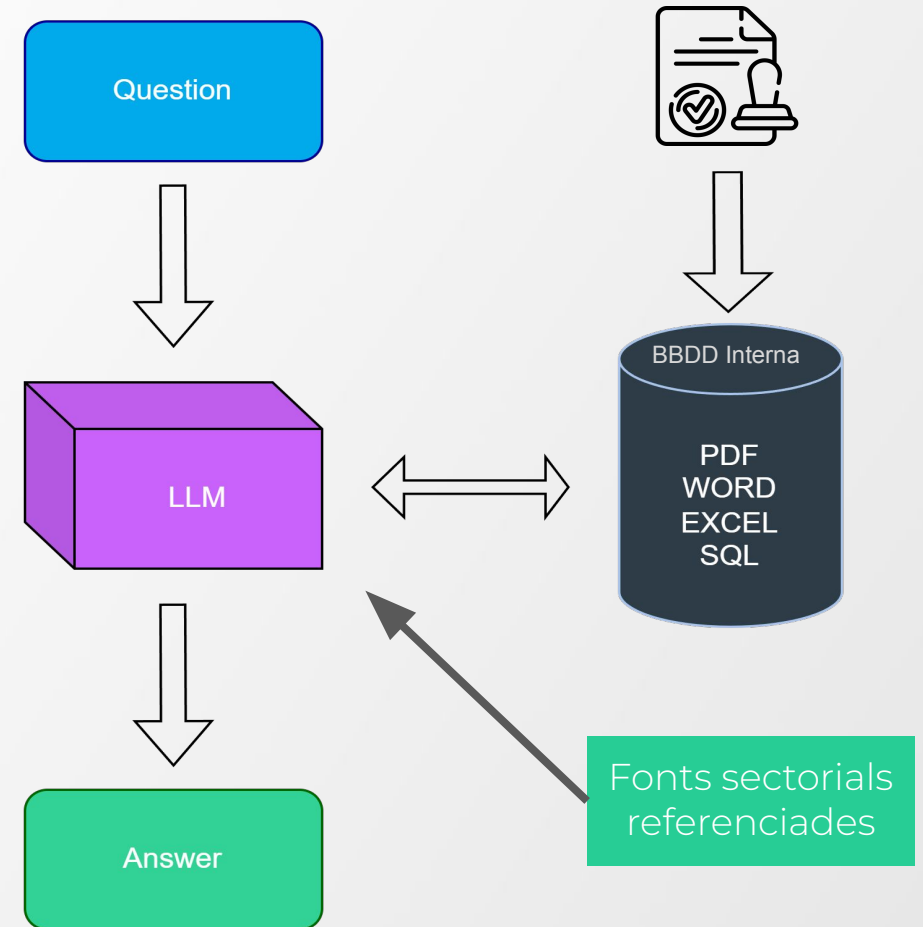 Question
BBDD Interna
PDF
WORD
EXCEL
SQL
LLM
Fonts sectorials
referenciades
Answer